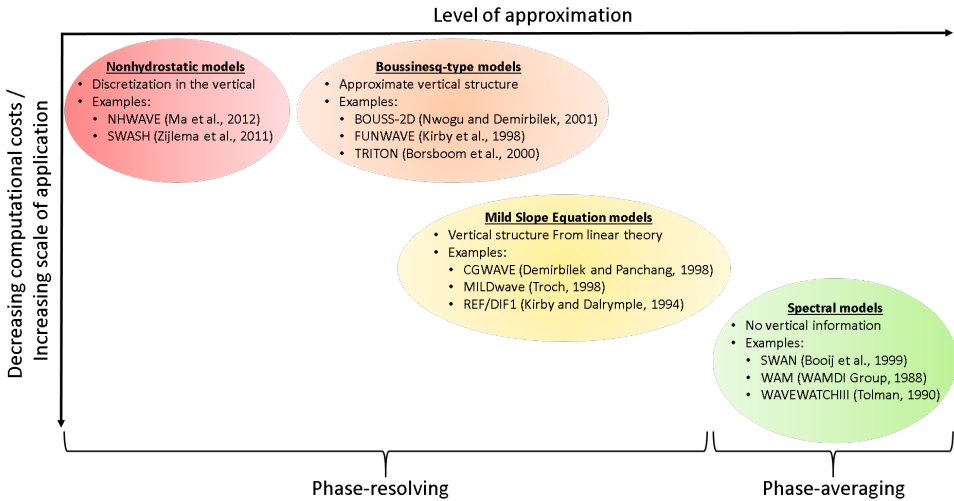 Level of approximation
Decreasing computational costs /
Increasing scale of application
Nonhydrostatic models
• Discretization in the vertical
• Examples:
• NHWAVE (Ma et al., 2012)
• SWASH (Zijlema et al., 2011)
Boussinesq-type models
• Approximate vertical structure
• Examples:
• BOUSS-2D (Nwogu and Demirbilek, 2001)
• FUNWAVE (Kirby et al., 1998)
• TRITON (Borsboom et al., 2000)
Mild Slope Equation models
• Vertical structure From linear theory
• Examples:
• CGWAVE (Demirbilek and Panchang, 1998)
• MILDwave (Troch, 1998)
• REF/DIF1 (Kirby and Dalrymple, 1994)
Spectral models
• No vertical information
• Examples:
• SWAN (Booij et al., 1999)
• WAM (WAMDI Group, 1988)
• WAVEWATCHIII (Tolman, 1990)
Phase-resolving
Phase-averaging